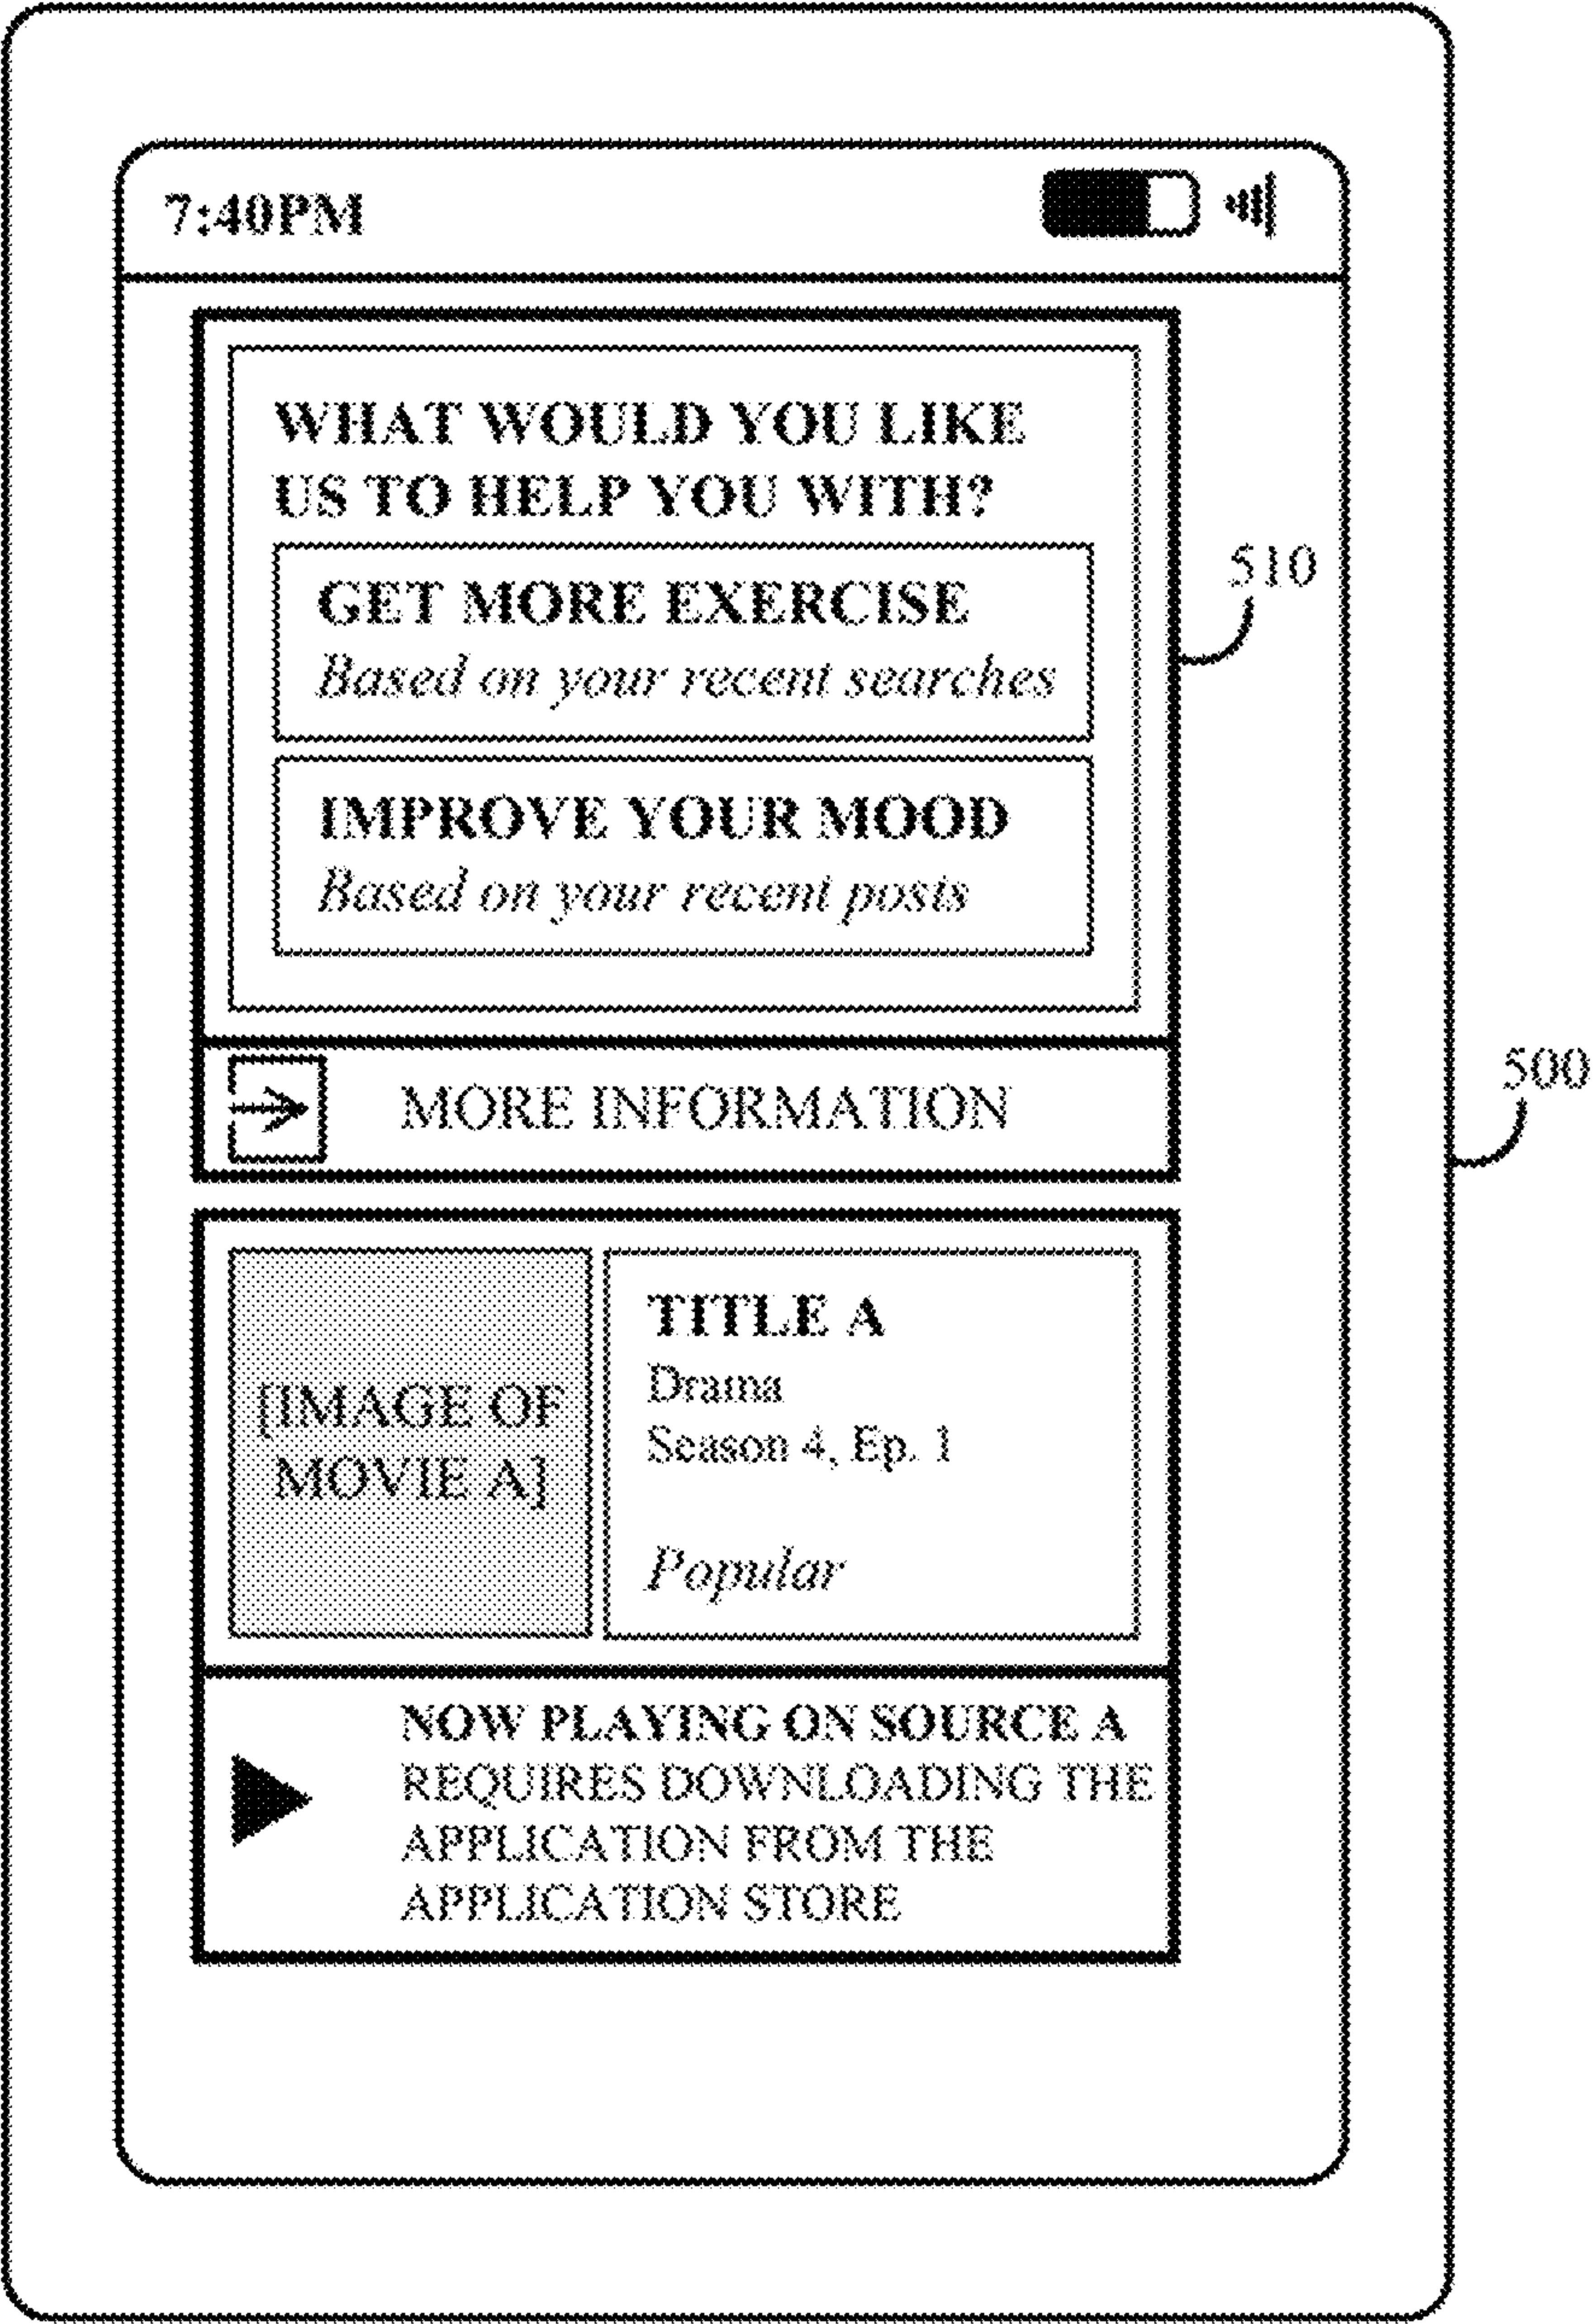 7:40PM
WHAT WOULD YOU LIKE
US TO HELP YOU WITH?
GET MORE EXERCISE
Based on your recent searches
510
IMPROVE YOUR MOOD
Based on your recent posts
MORE INFORMATION
500
[IMAGE OF
MOVIE A]
TITLE A
Drama
Season 4, Ep. 1
Popular
NOW PLAYING ON SOURCE A
REQUIRES DOWNLOADING THE
APPLICATION FROM THE
APPLICATION STORE